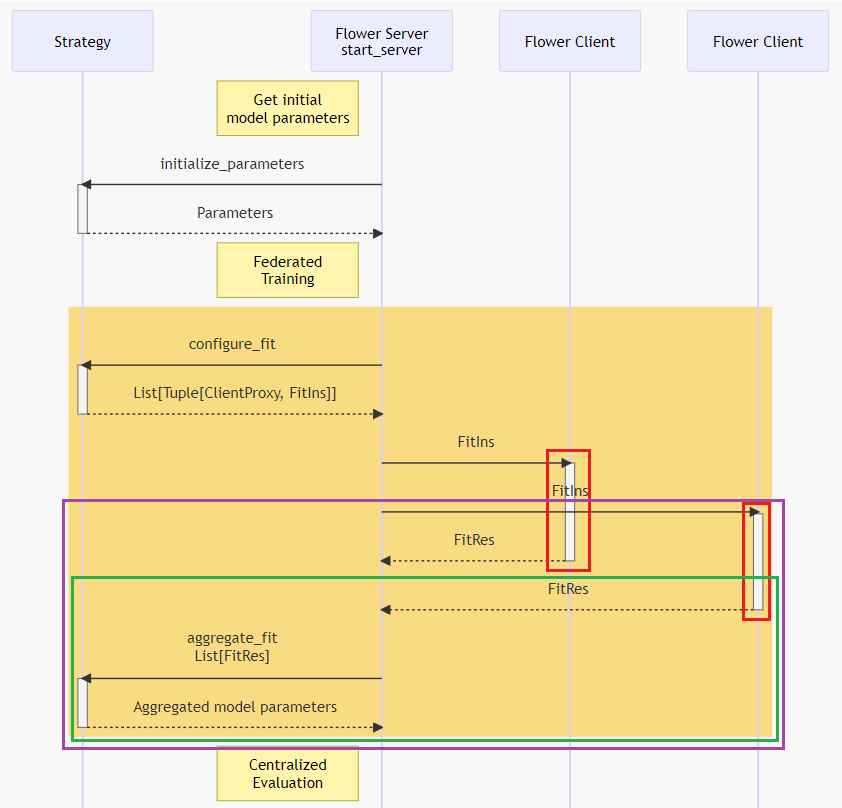 Strategy
Flower Server
start_server
Flower Client
Flower Client
Get initial
model parameters
initialize_parameters
Parameters
Federated
Training
configure_fit
List[Tuple[ClientProxy, FitIns]]
FitIns
FitIns
FitRes
FitRes
aggregate_fit
List[FitRes]
Aggregated model parameters
Centralized
Evaluation